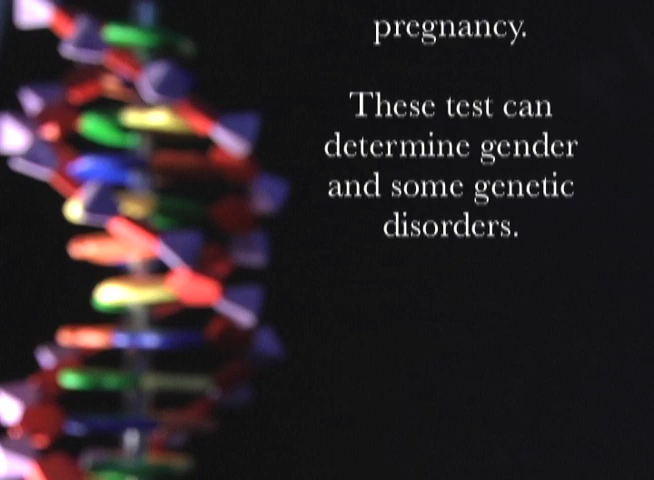 pregnancy.
These test can
determine gender
and some genetic
disorders.